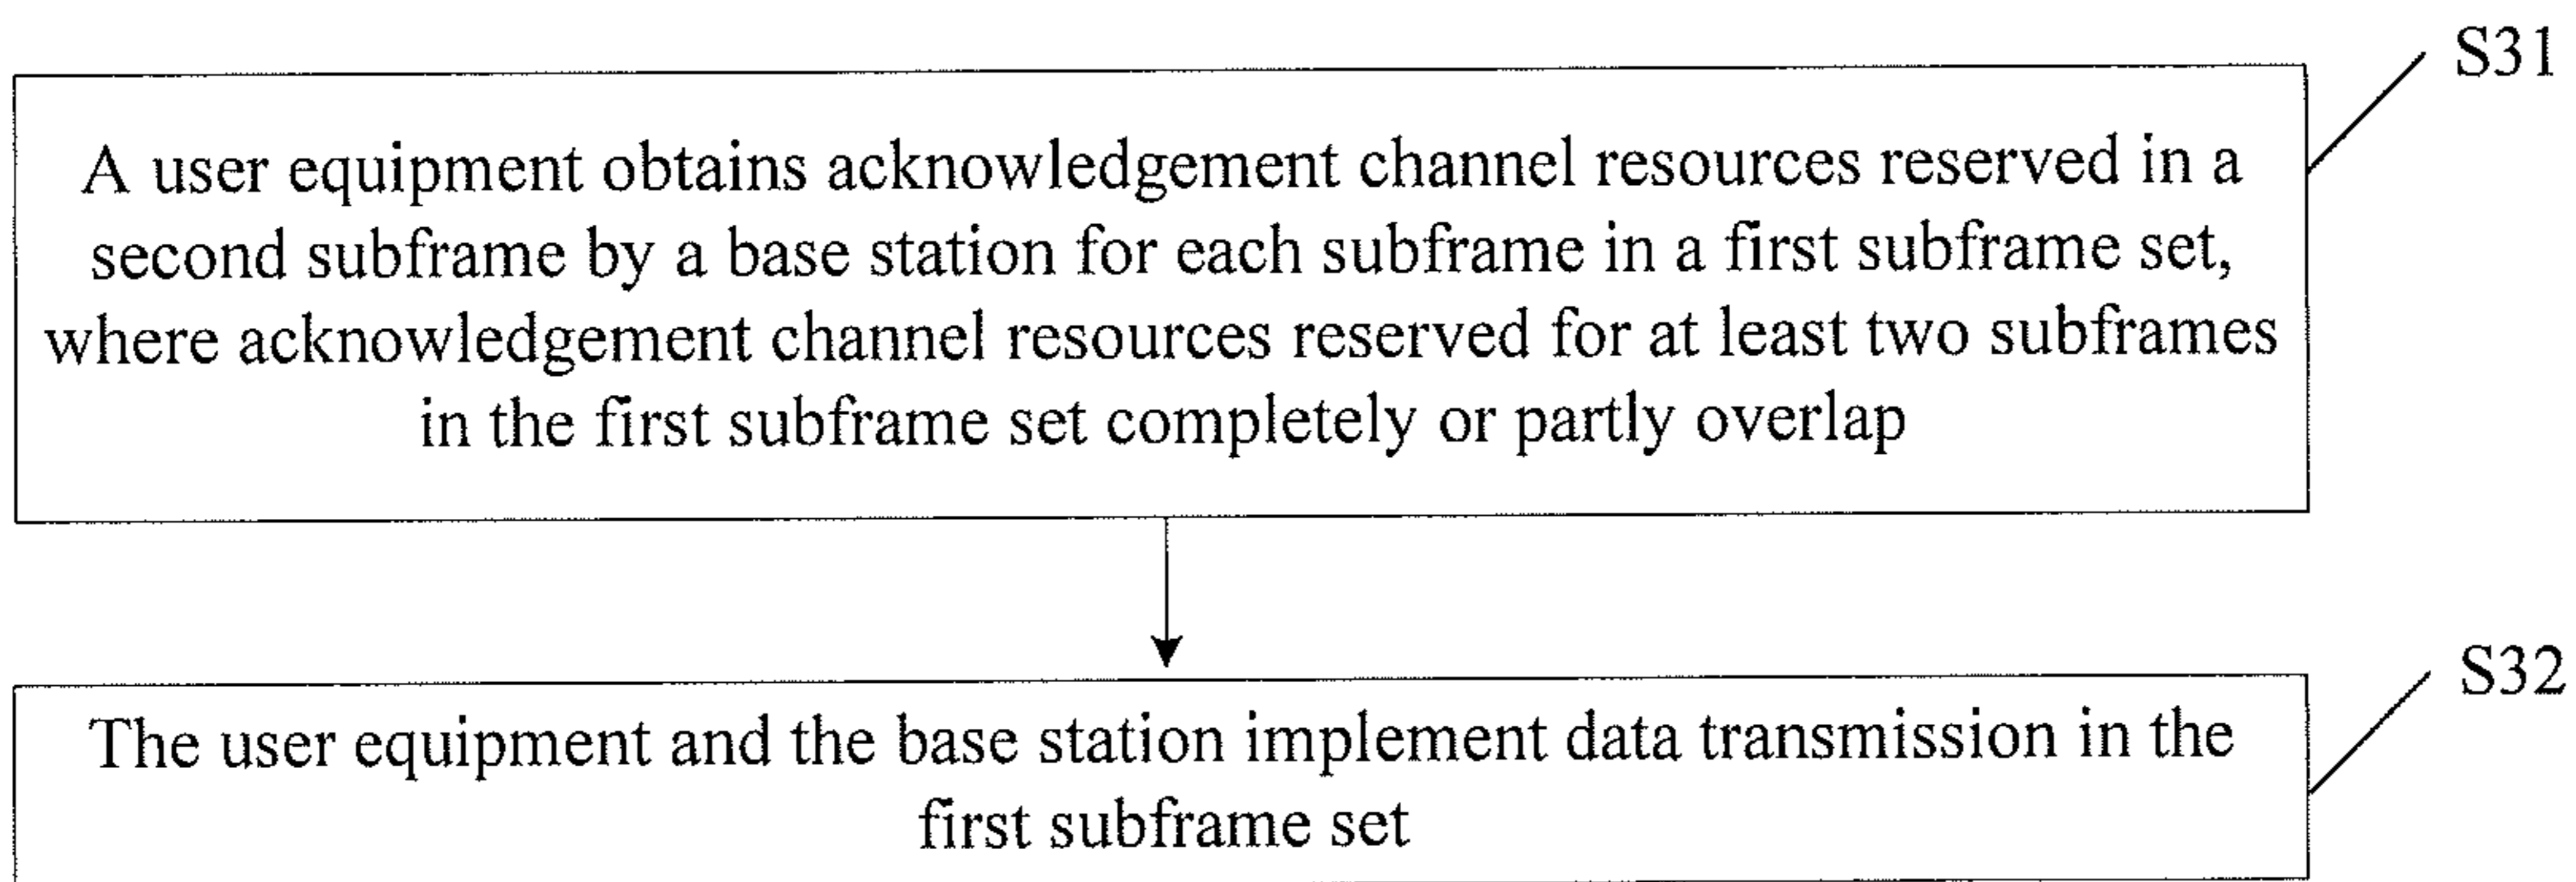 S31
A user equipment obtains acknowledgement channel resources reserved in a
second subframe by a base station for each subframe in a first subframe set,
where acknowledgement channel resources reserved for at least two subframes
in the first subframe set completely or partly overlap
S32
The user equipment and the base station implement data transmission in the
first subframe set